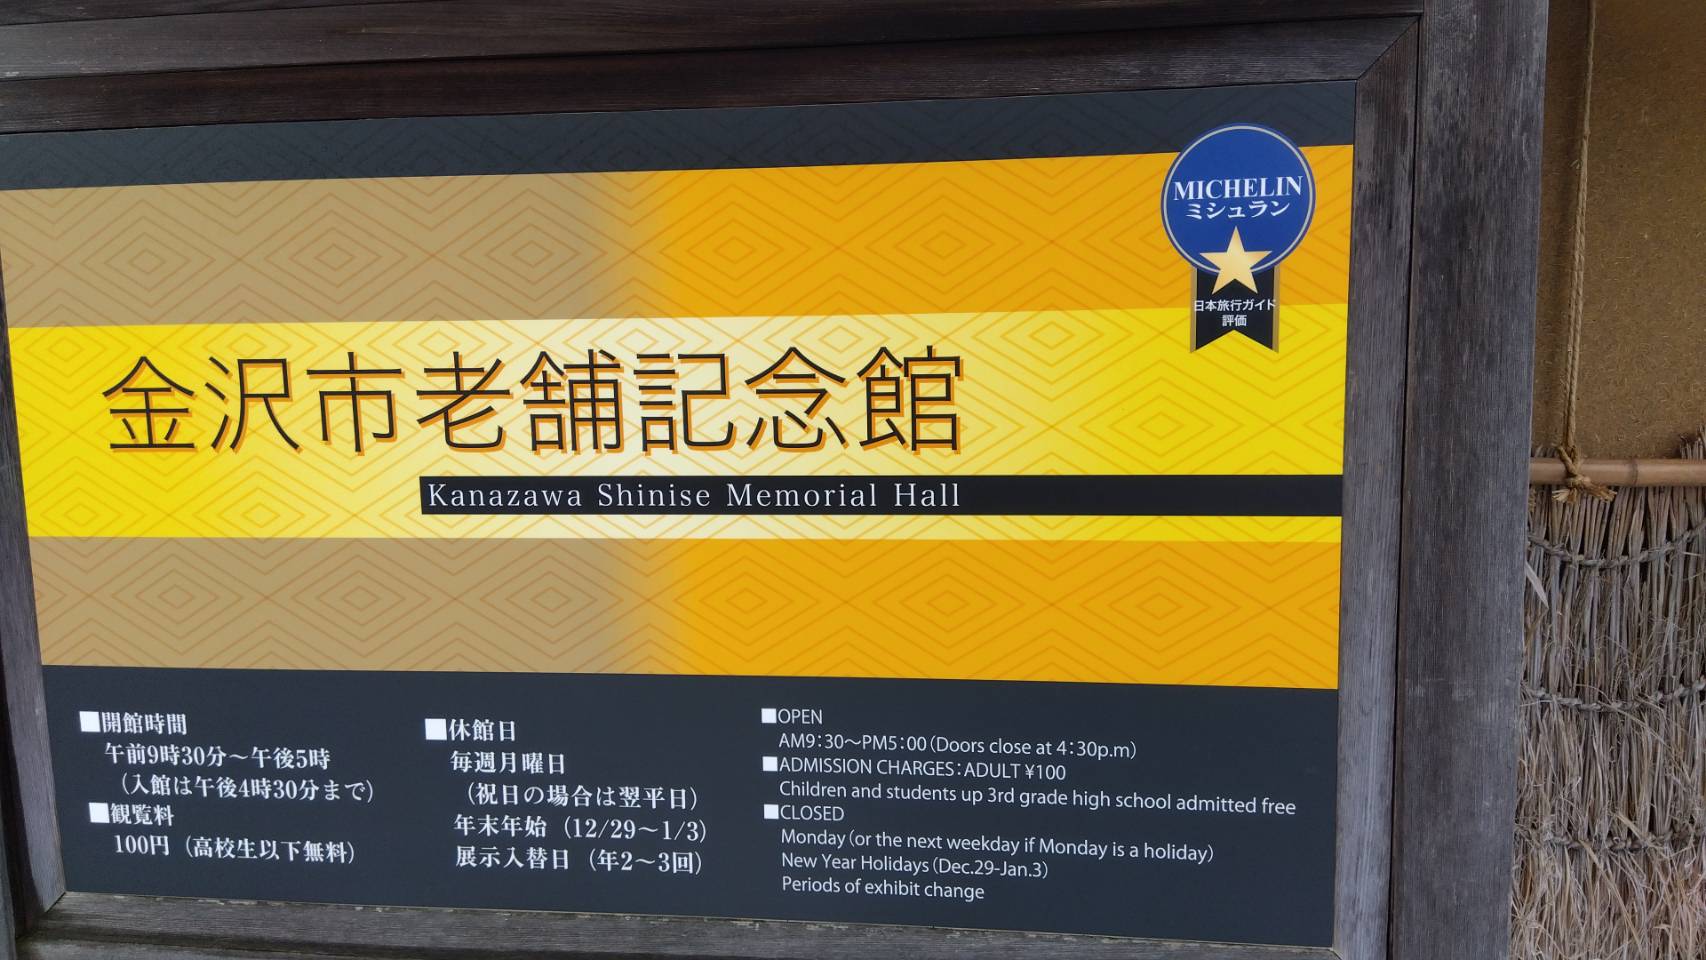 MICHELIN
ミシュラン
日本旅行ガイド
評価
金沢市老舗記念館
Kanazawa Shinise Memorial Hall
■開館時間
午前9時30分～午後5時
（入館は午後4時30分まで）
■観覧料
100円（高校生以下無料）
■休館日
毎週月曜日
（祝日の場合は翌平日）
年末年始（12/29～1/3）
展示入替日（年2～3回）
■OPEN
AM9:30～PM5:00（Doors close at 4:30p.m）
■ADMISSION CHARGES:ADULT ¥100
Children and students up 3rd grade high school admitted free
■CLOSED
Monday（or the next weekday if Monday is a holiday）
New Year Holidays（Dec.29-Jan.3）
Periods of exhibit change